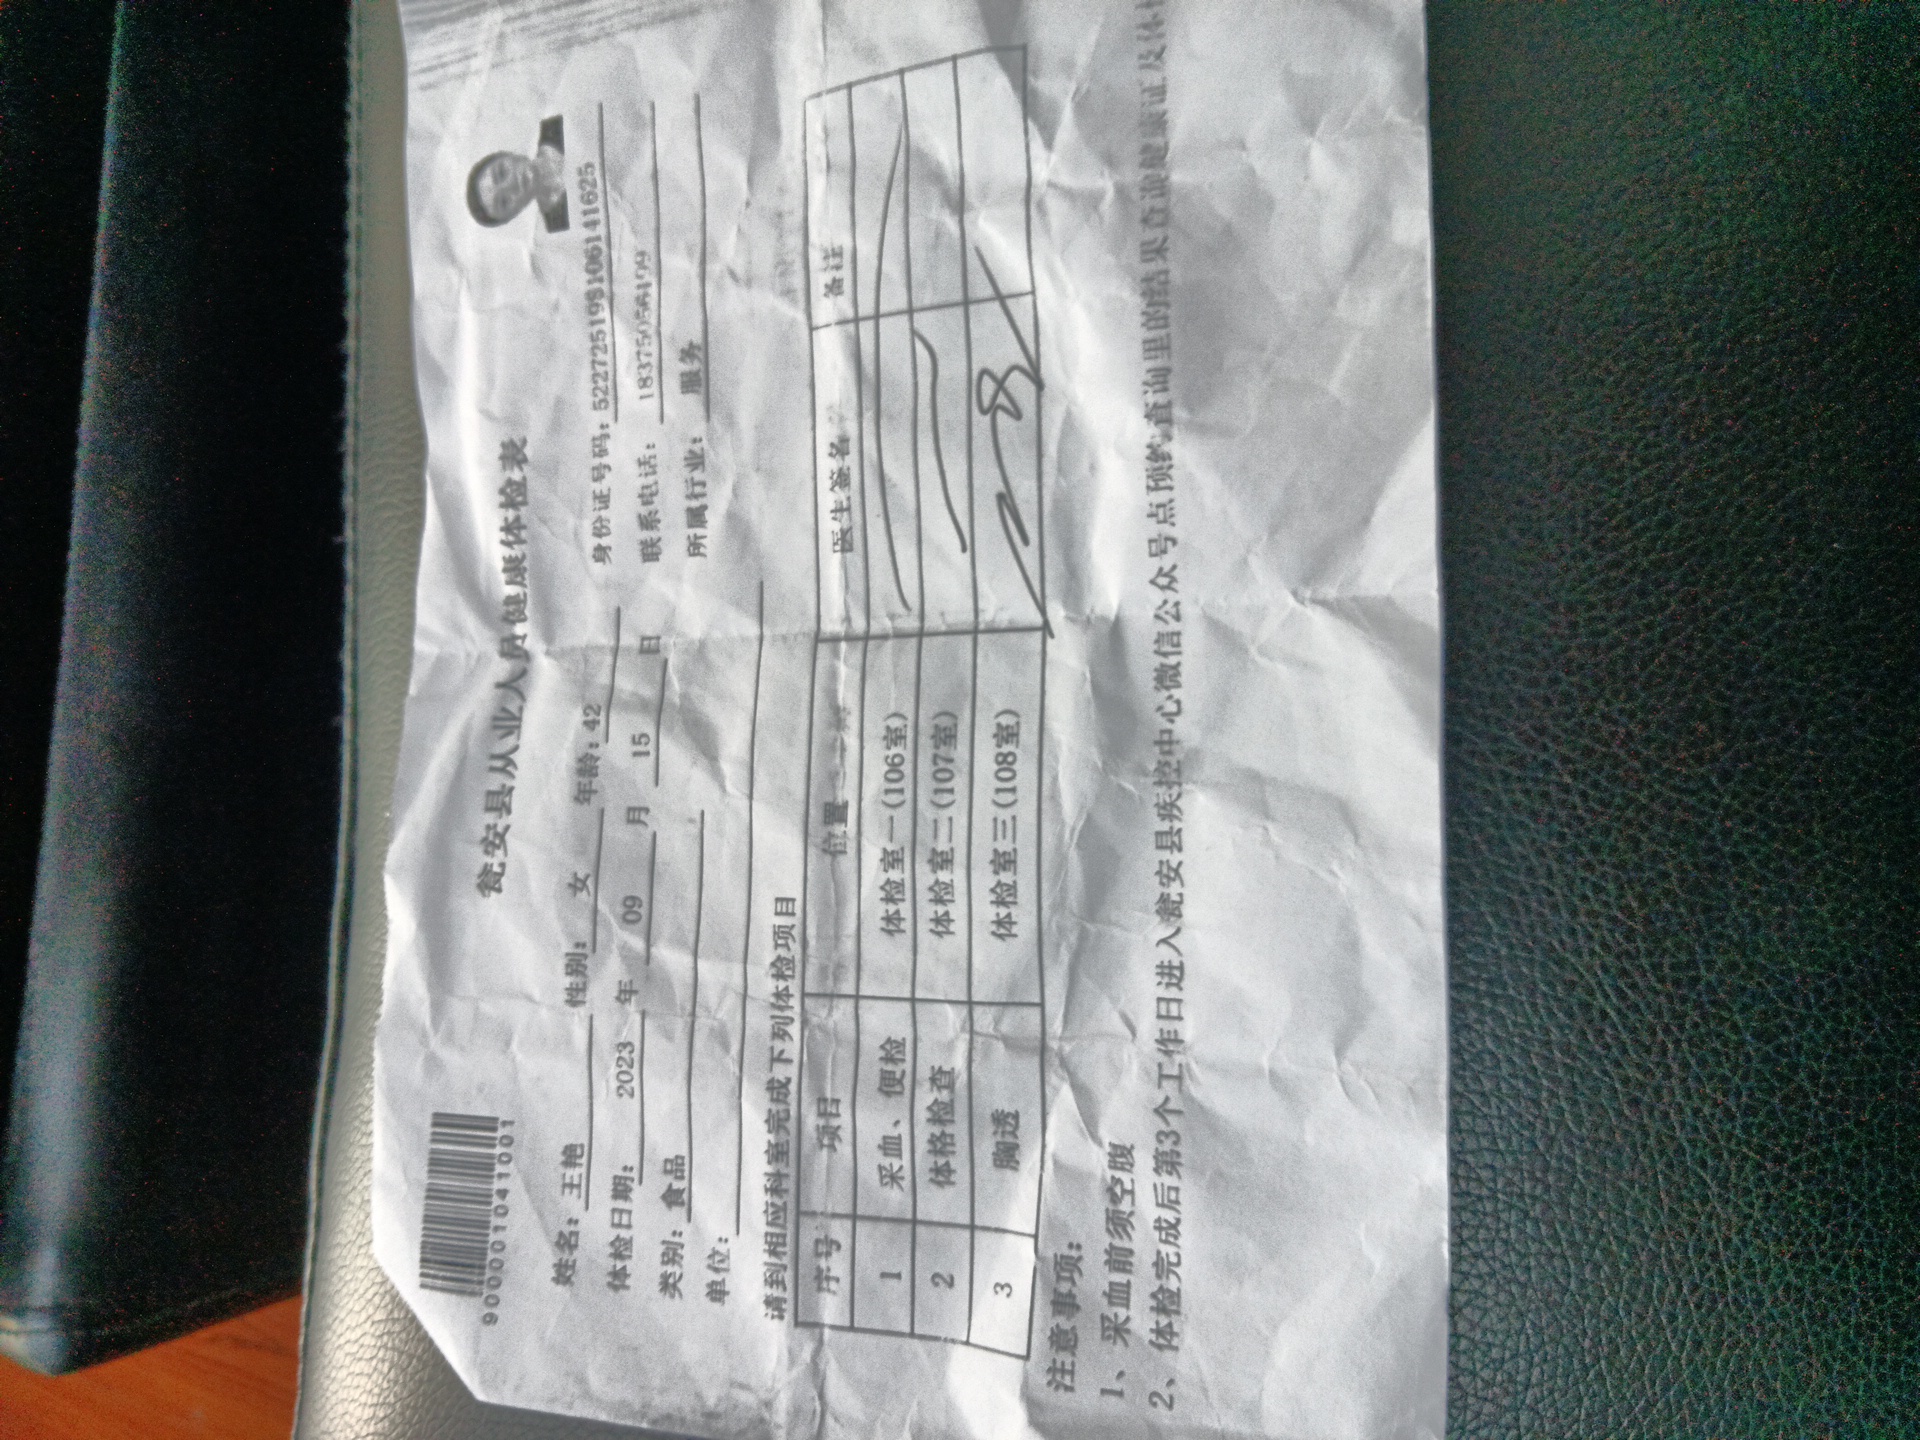 瓮安县从业人员健康体检表
900001041001
姓名: 王艳 性别: 女 年龄: 42 身份证号码: 522725198106141625
体检日期: 2023 年 09 月 15 日 联系电话:
类别: 食品 所属行业: 服务
单位:
请到相应科室完成下列体检项目
序号 项目 位置 医生签名 备注
1 采血、便检 体检室一(106室)
2 体格检查 体检室二(107室)
3 胸透 体检室三(108室)
注意事项:
1、采血前须空腹
2、体检完成后第3个工作日进入瓮安县疾控中心微信公众号点预约查询里的结果查询健康证及体